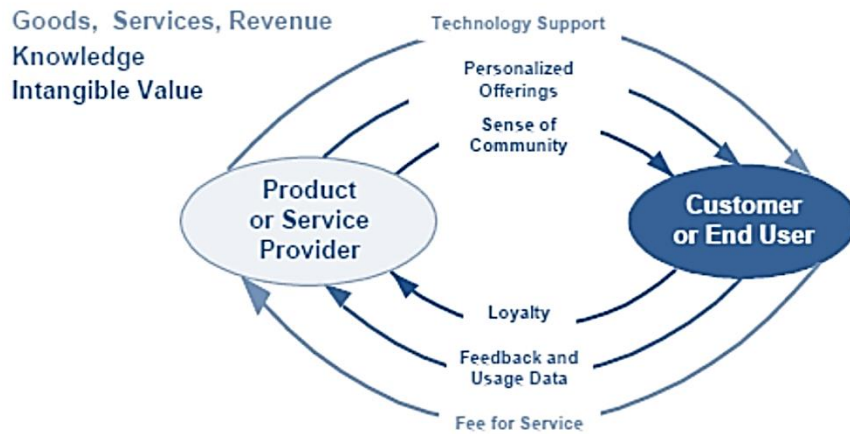 Goods, Services, Revenue
Knowledge
Intangible Value
Technology Support
Personalized
Offerings
Sense of
Community
Product
or Service
Provider
Customer
or End User
Loyalty
Feedback and
Usage Data
Fee for Service